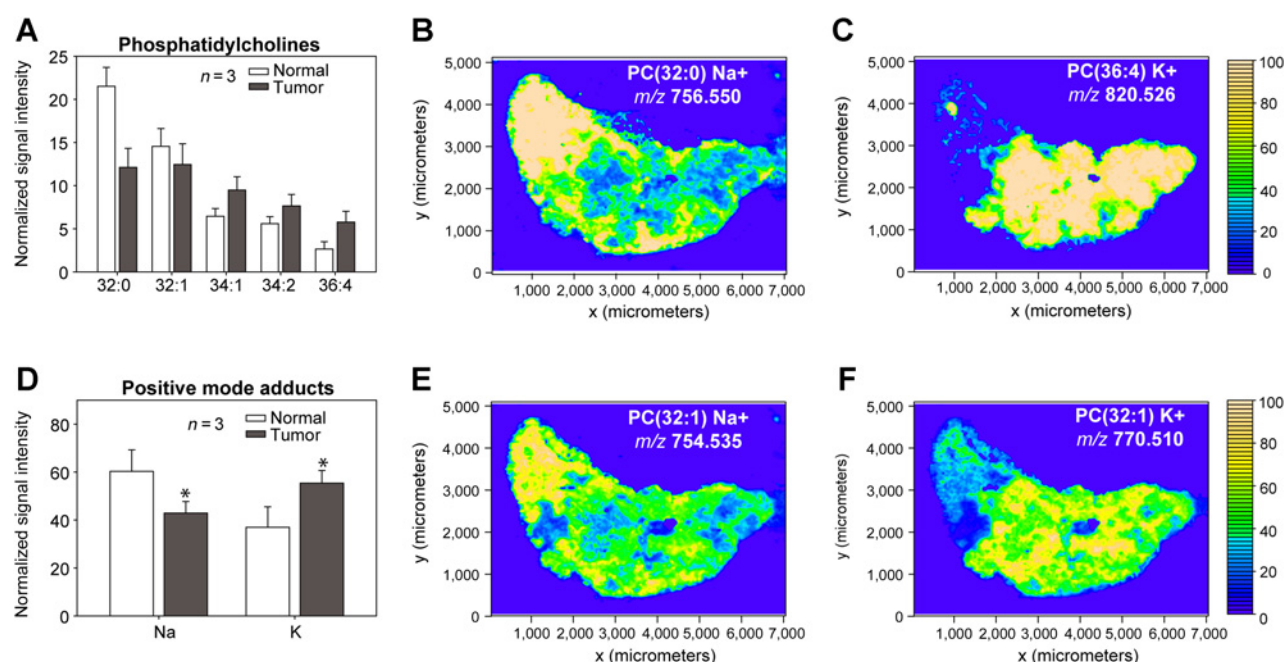 A
Phosphatidylcholines
Normalized signal intensity
25
20
15
10
5
0
n = 3
Normal
Tumor
32:0 32:1 34:1 34:2 36:4
B
PC(32:0) Na+
m/z 756.550
y (micrometers)
5,000
4,000
3,000
2,000
1,000
0
1,000 2,000 3,000 4,000 5,000 6,000 7,000
x (micrometers)
C
PC(36:4) K+
m/z 820.526
y (micrometers)
5,000
4,000
3,000
2,000
1,000
0
1,000 2,000 3,000 4,000 5,000 6,000 7,000
x (micrometers)
100
80
60
40
20
0
D
Positive mode adducts
Normalized signal intensity
80
60
40
20
0
n = 3
Normal
Tumor
*
*
Na K
E
PC(32:1) Na+
m/z 754.535
y (micrometers)
5,000
4,000
3,000
2,000
1,000
0
1,000 2,000 3,000 4,000 5,000 6,000 7,000
x (micrometers)
F
PC(32:1) K+
m/z 770.510
y (micrometers)
5,000
4,000
3,000
2,000
1,000
0
1,000 2,000 3,000 4,000 5,000 6,000 7,000
x (micrometers)
100
80
60
40
20
0